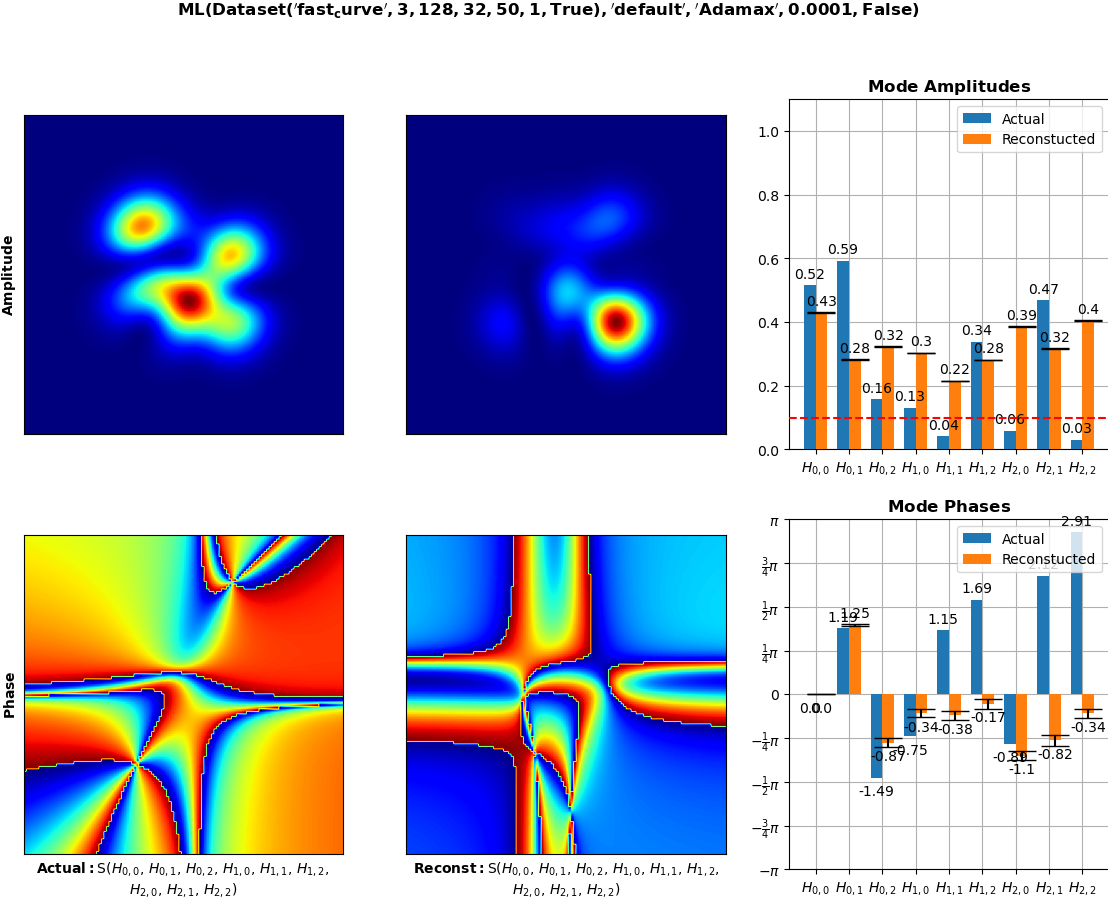 ML(Dataset('fast_curve', 3, 128, 32, 50, 1, True), 'default', 'Adamax', 0.0001, False)
Amplitude
Mode Amplitudes
Actual
Reconstucted
1.0
0.8
0.6
0.4
0.2
0.0
0.52
0.43
0.59
0.28
0.16
0.32
0.13
0.3
0.04
0.22
0.34
0.28
0.06
0.39
0.47
0.32
0.03
0.4
H0,0 H0,1 H0,2 H1,0 H1,1 H1,2 H2,0 H2,1 H2,2
Phase
Actual: S(H0,0, H0,1, H0,2, H1,0, H1,1, H1,2,
H2,0, H2,1, H2,2)
Reconst: S(H0,0, H0,1, H0,2, H1,0, H1,1, H1,2,
H2,0, H2,1, H2,2)
Mode Phases
Actual
Reconstucted
π
3/4π
1/2π
1/4π
0
−1/4π
−1/2π
−3/4π
−π
0.0
0.0
1.25
-1.49
-0.87
-0.75
-0.34
1.15
-0.38
1.69
-0.17
-0.89
-1.1
-0.82
2.91
-0.34
H0,0 H0,1 H0,2 H1,0 H1,1 H1,2 H2,0 H2,1 H2,2